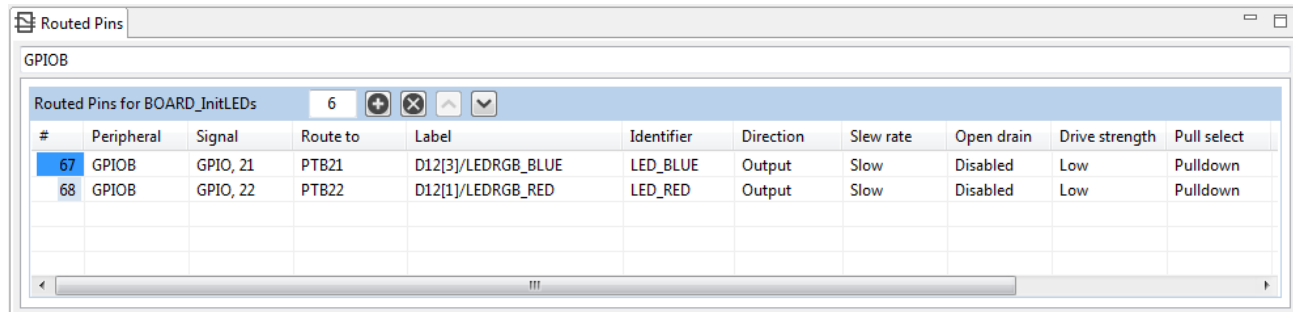 Routed Pins
GPIOB
Routed Pins for BOARD_InitLEDs 6
# Peripheral Signal Route to Label Identifier Direction Slew rate Open drain Drive strength Pull select
67 GPIOB GPIO, 21 PTB21 D12[3]/LEDRGB_BLUE LED_BLUE Output Slow Disabled Low Pulldown
68 GPIOB GPIO, 22 PTB22 D12[1]/LEDRGB_RED LED_RED Output Slow Disabled Low Pulldown